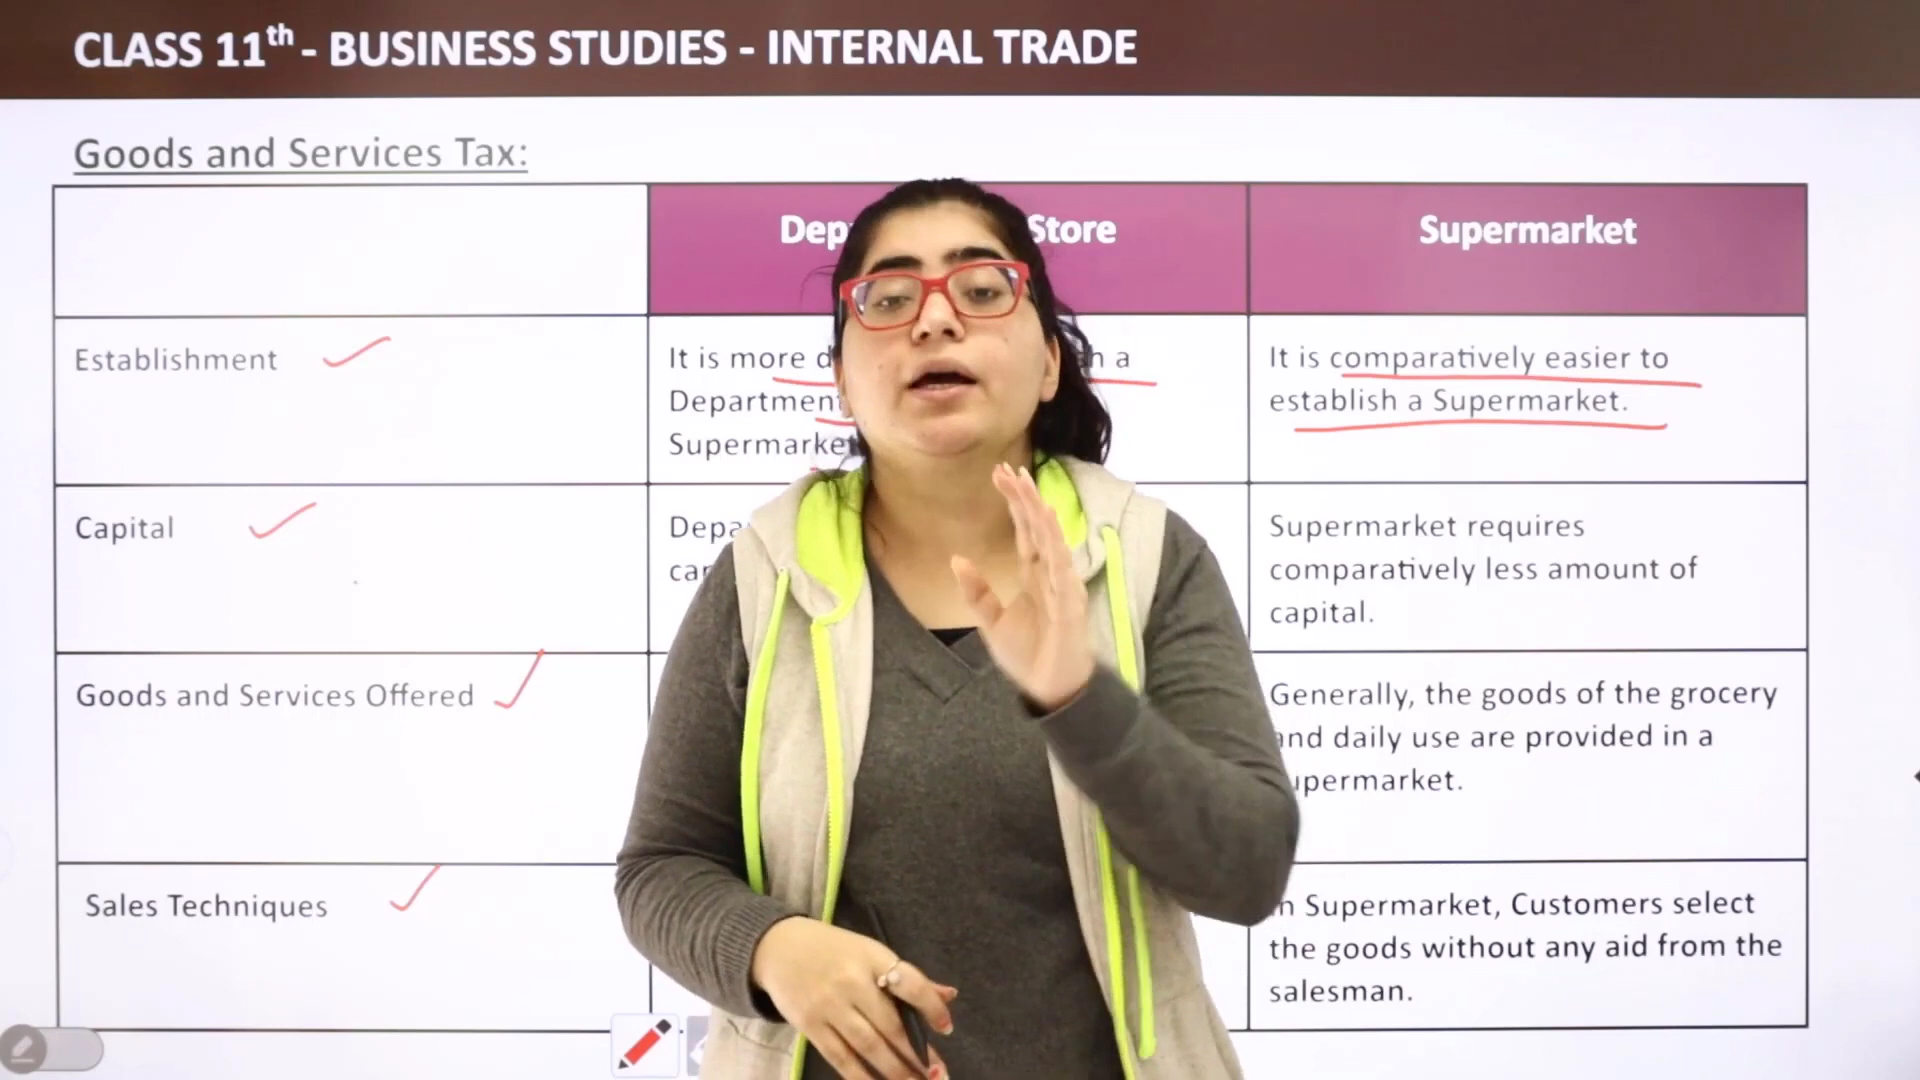 CLASS 11th - BUSINESS STUDIES - INTERNAL TRADE
Goods and Services Tax:
Store
Supermarket
Establishment
It is more
a
It is comparatively easier to
establish a Supermarket.
Supermarket
Capital
Supermarket requires
comparatively less amount of
capital.
Goods and Services Offered
Generally, the goods of the grocery
and daily use are provided in a
supermarket.
Sales Techniques
In Supermarket, Customers select
the goods without any aid from the
salesman.